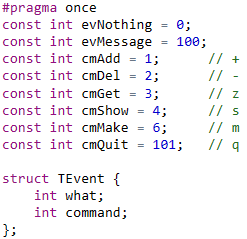 #pragma once
const int evNothing = 0;
const int evMessage = 100;
const int cmAdd = 1;      // +
const int cmDel = 2;      // -
const int cmGet = 3;      // z
const int cmShow = 4;     // s
const int cmMake = 6;     // m
const int cmQuit = 101;   // q

struct TEvent {
    int what;
    int command;
};